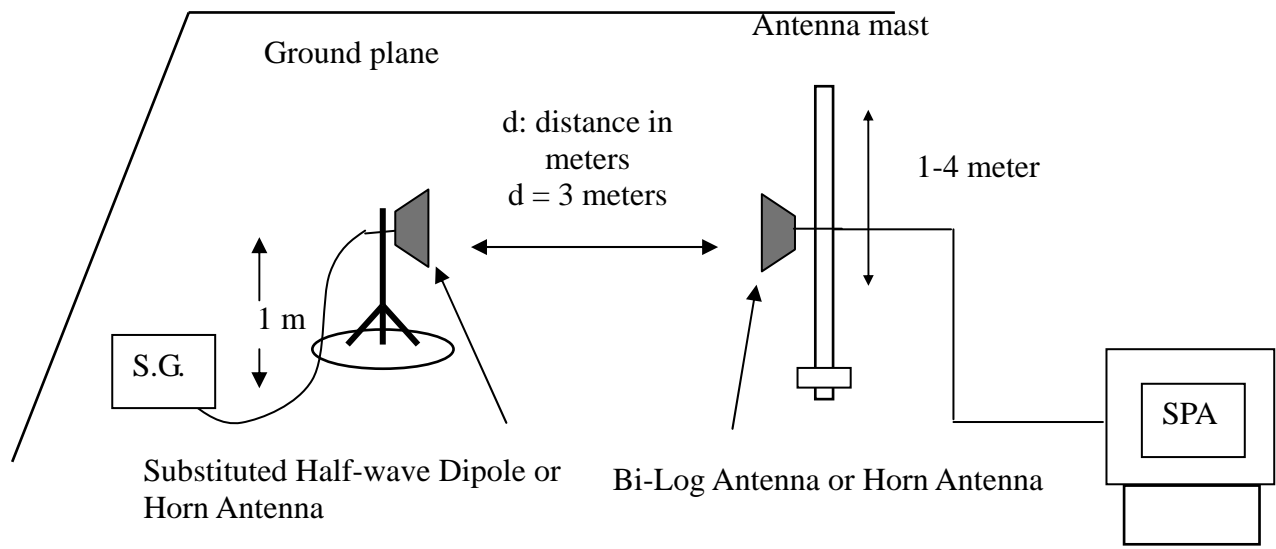 Antenna mast
Ground plane
d: distance in
meters
d = 3 meters
1-4 meter
1 m
S.G.
SPA
Substituted Half-wave Dipole or
Horn Antenna
Bi-Log Antenna or Horn Antenna